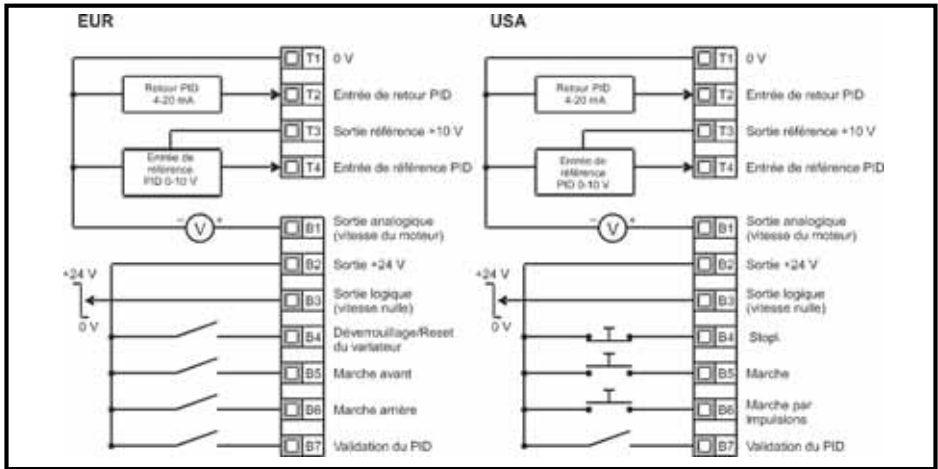 EUR
T1 0 V
Retour PID
4-20 mA
T2 Entrée de retour PID
T3 Sortie référence +10 V
Entrée de
référence
PID 0-10 V
T4 Entrée de référence PID
- V +
B1 Sortie analogique
(vitesse du moteur)
B2 Sortie +24 V
+24 V
0 V
B3 Sortie logique
(vitesse nulle)
B4 Déverrouillage/Reset
du variateur
B5 Marche avant
B6 Marche arrière
B7 Validation du PID
USA
T1 0 V
Retour PID
4-20 mA
T2 Entrée de retour PID
T3 Sortie référence +10 V
Entrée de
référence
PID 0-10 V
T4 Entrée de référence PID
- V +
B1 Sortie analogique
(vitesse du moteur)
B2 Sortie +24 V
+24 V
0 V
B3 Sortie logique
(vitesse nulle)
B4 Stopl.
B5 Marche
B6 Marche par
impulsions
B7 Validation du PID